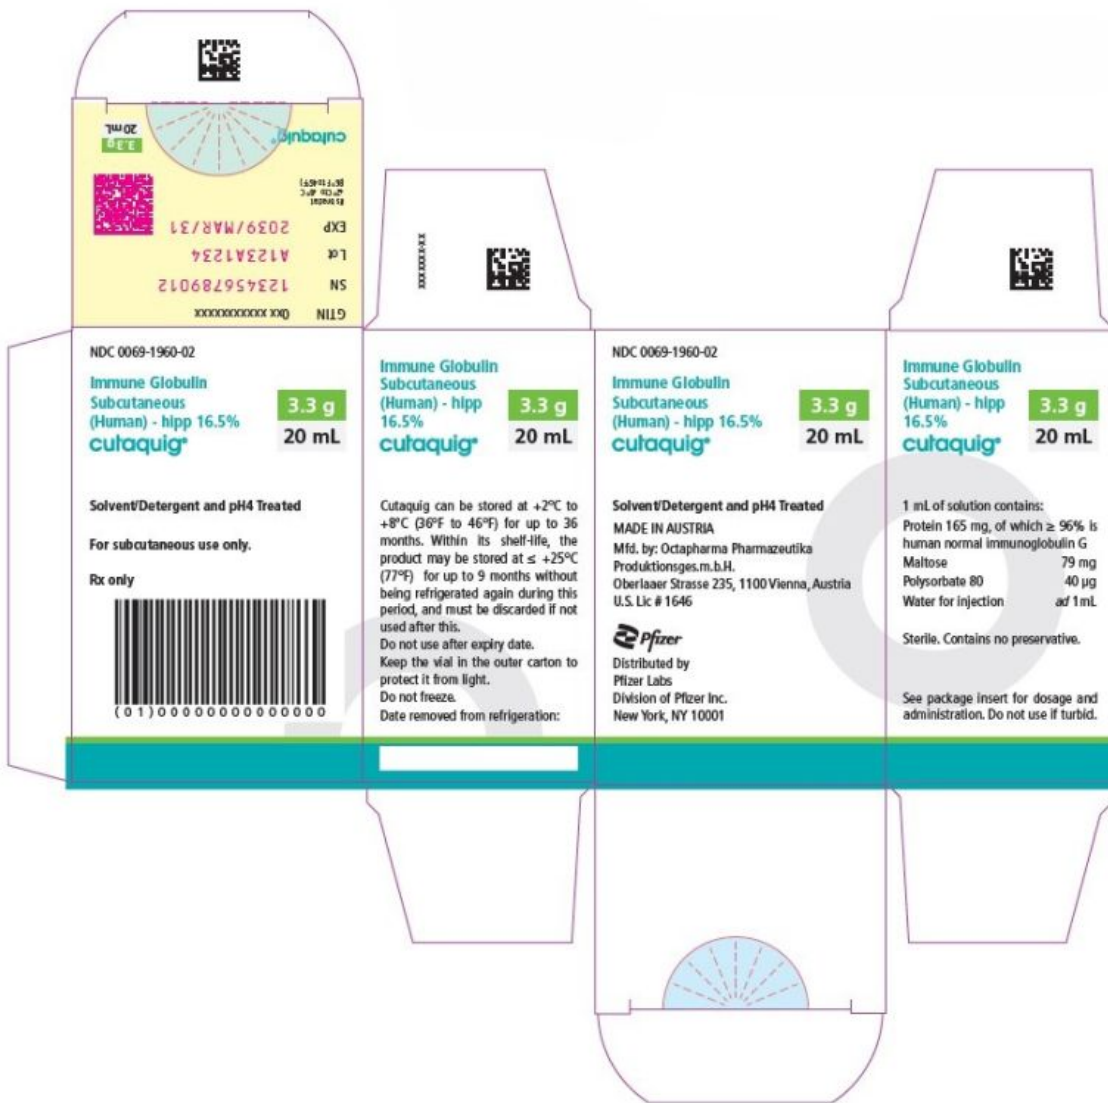 cutaquig®
3.3 g
20 mL
EXP 2039/MAR/31
Lot A123A1234
SN 123456789012
GTIN 0xx xxxxxxxxxxx
NDC 0069-1960-02
Immune Globulin
Subcutaneous
(Human) - hipp 16.5%
cutaquig®
3.3 g
20 mL
Solvent/Detergent and pH4 Treated
For subcutaneous use only.
Rx only
(01)00000000000000
Immune Globulin
Subcutaneous
(Human) - hipp
16.5%
cutaquig®
3.3 g
20 mL
Cutaquig can be stored at +2°C to
+8°C (36°F to 46°F) for up to 36
months. Within its shelf-life, the
product may be stored at ≤ +25°C
(77°F) for up to 9 months without
being refrigerated again during this
period, and must be discarded if not
used after this.
Do not use after expiry date.
Keep the vial in the outer carton to
protect it from light.
Do not freeze.
Date removed from refrigeration:
NDC 0069-1960-02
Immune Globulin
Subcutaneous
(Human) - hipp 16.5%
cutaquig®
3.3 g
20 mL
Solvent/Detergent and pH4 Treated
MADE IN AUSTRIA
Mfd. by: Octapharma Pharmazeutika
Produktionsges.m.b.H.
Oberlaaer Strasse 235, 1100 Vienna, Austria
U.S. Lic # 1646
Pfizer
Distributed by
Pfizer Labs
Division of Pfizer Inc.
New York, NY 10001
Immune Globulin
Subcutaneous
(Human) - hipp
16.5%
cutaquig®
3.3 g
20 mL
1 mL of solution contains:
Protein 165 mg, of which ≥ 96% is
human normal immunoglobulin G
Maltose 79 mg
Polysorbate 80 40 µg
Water for injection ad 1mL
Sterile. Contains no preservative.
See package insert for dosage and
administration. Do not use if turbid.